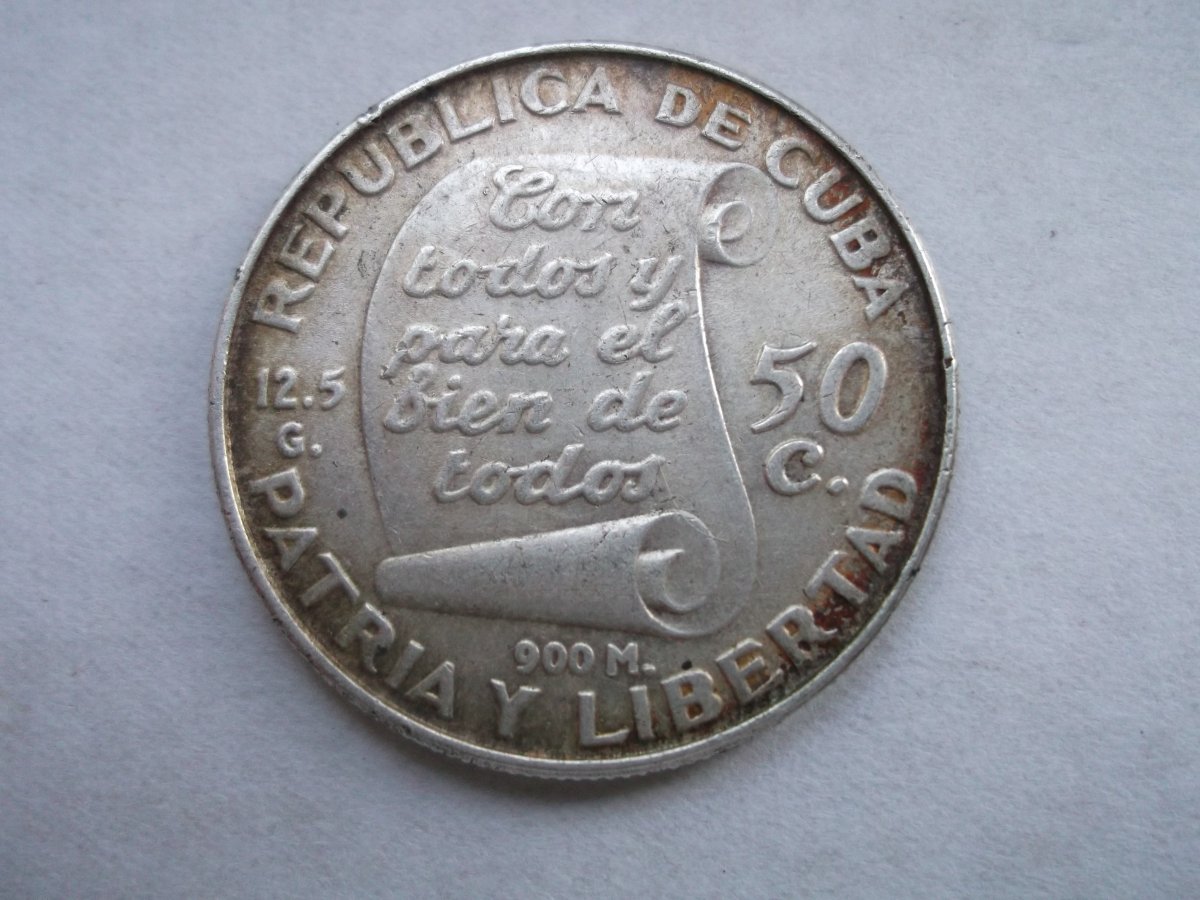 REPUBLICA DE CUBA
Con
todos y
para el
bien de
todos
12.5
G.
50
C.
900 M.
PATRIA Y LIBERTAD